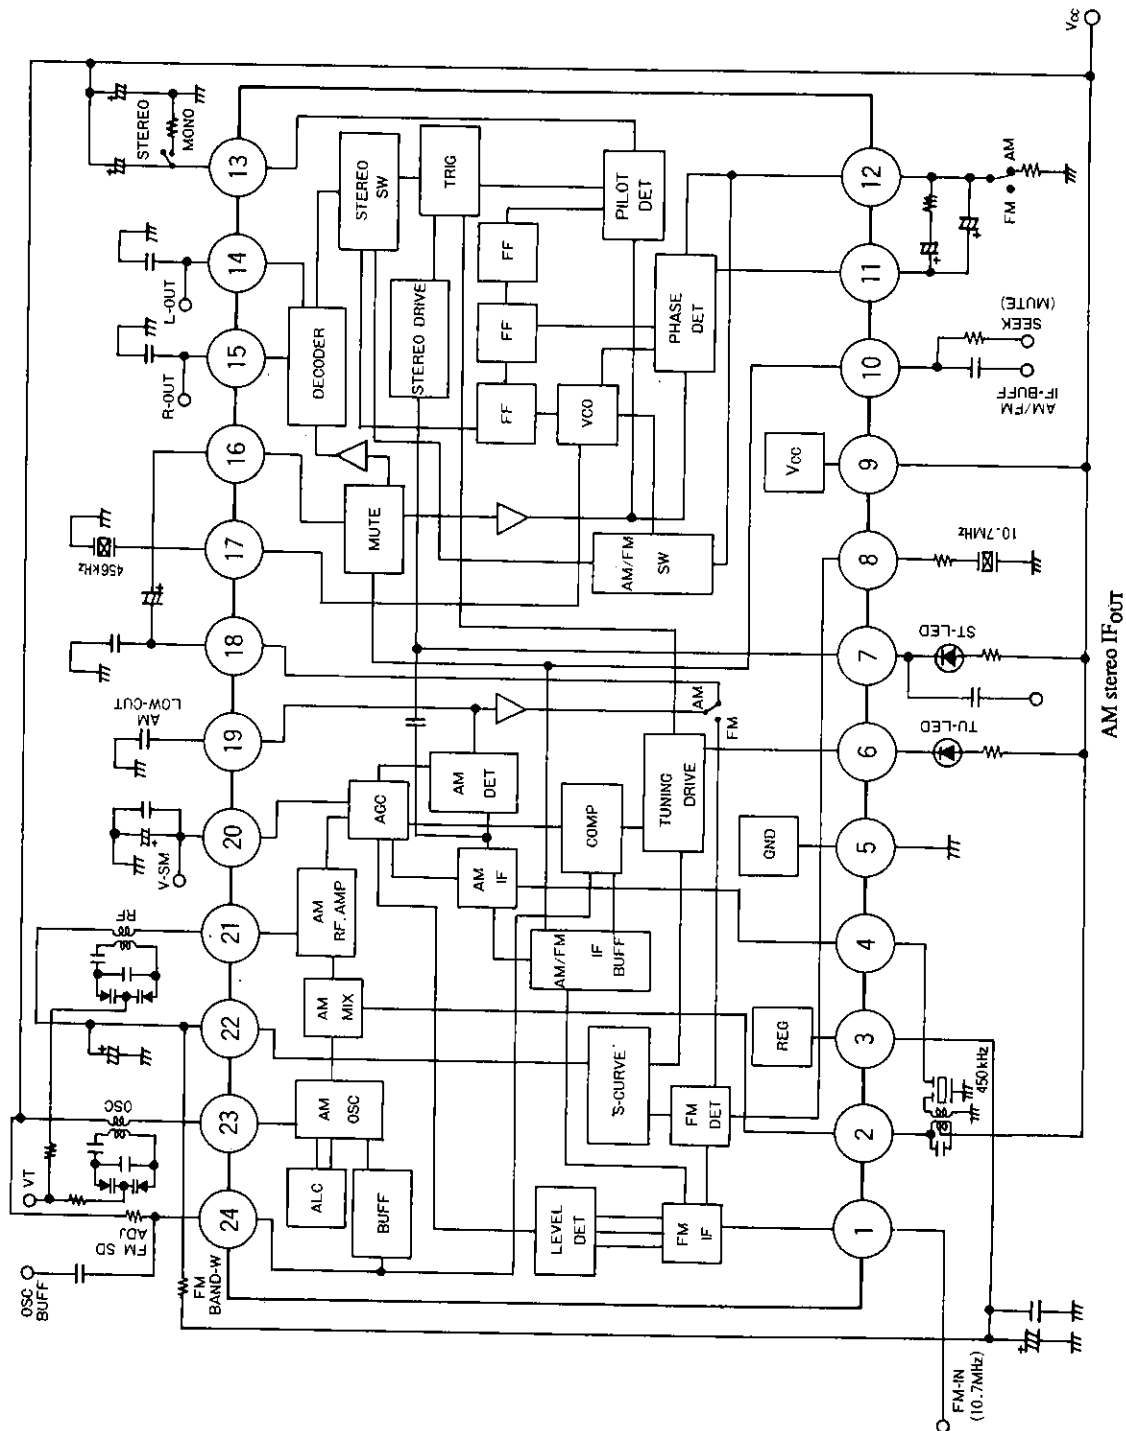 Vcc
STEREO
MONO
L-OUT
R-OUT
456kHz
AM
LOW-CUT
V-SM
RF
OSC
VT
FM SD
ADJ
OSC
BUFF
FM
BAND-W
13
14
15
16
17
18
19
20
21
22
23
24
STEREO
SW
TRIG
PILOT
DET
FF
STEREO DRIVE
DECODER
FF
PHASE
DET
FF
VCO
MUTE
AM/FM
SW
AM
FM
AM
DET
AGC
COMP
TUNING
DRIVE
AM
IF
AM
RF.AMP
AM/FM
IF
BUFF
AM
MIX
S-CURVE
AM
OSC
FM
DET
ALC
BUFF
LEVEL
DET
FM
IF
Vcc
GND
REG
12
11
10
9
8
7
6
5
4
3
2
1
AM
FM
SEEK
(MUTE)
AM/FM
IF-BUFF
10.7MHz
ST-LED
TU-LED
450kHz
FM-IN
(10.7MHz)
AM stereo IFOUT